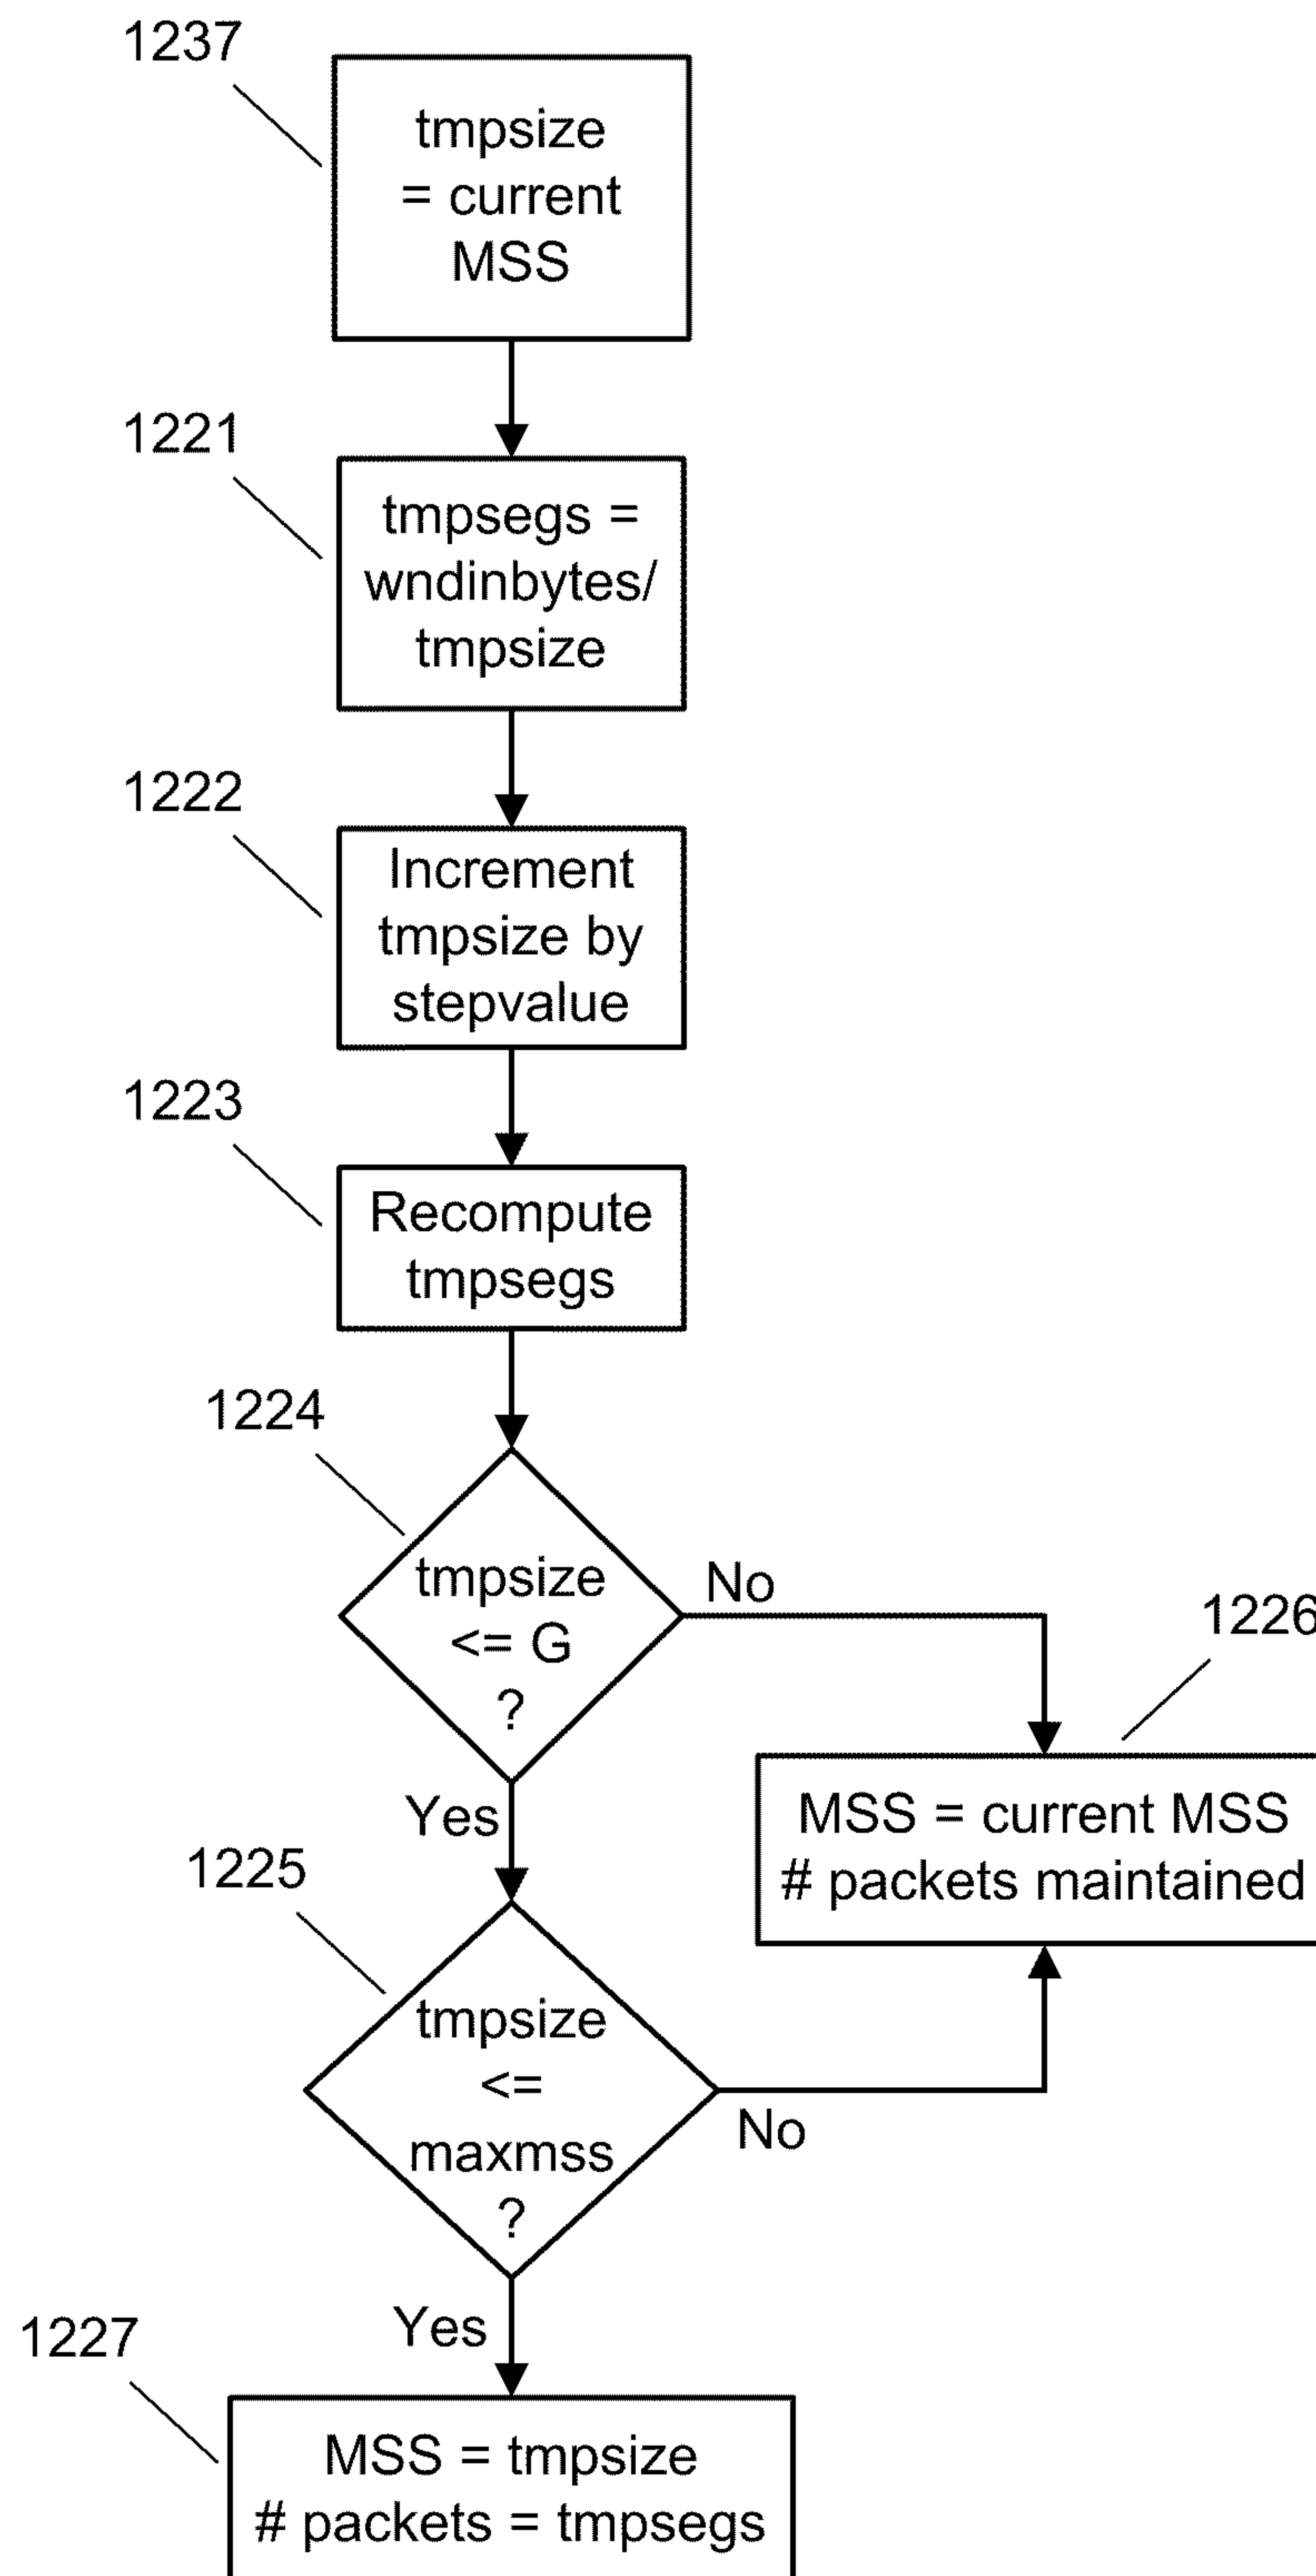 1237
tmpsize
= current
MSS
1221
tmpsegs =
wndinbytes/
tmpsize
1222
Increment
tmpsize by
stepvalue
1223
Recompute
tmpsegs
1224
tmpsize
<= G
?
No
1226
Yes
MSS = current MSS
# packets maintained
1225
tmpsize
<=
maxmss
?
No
Yes
1227
MSS = tmpsize
# packets = tmpsegs